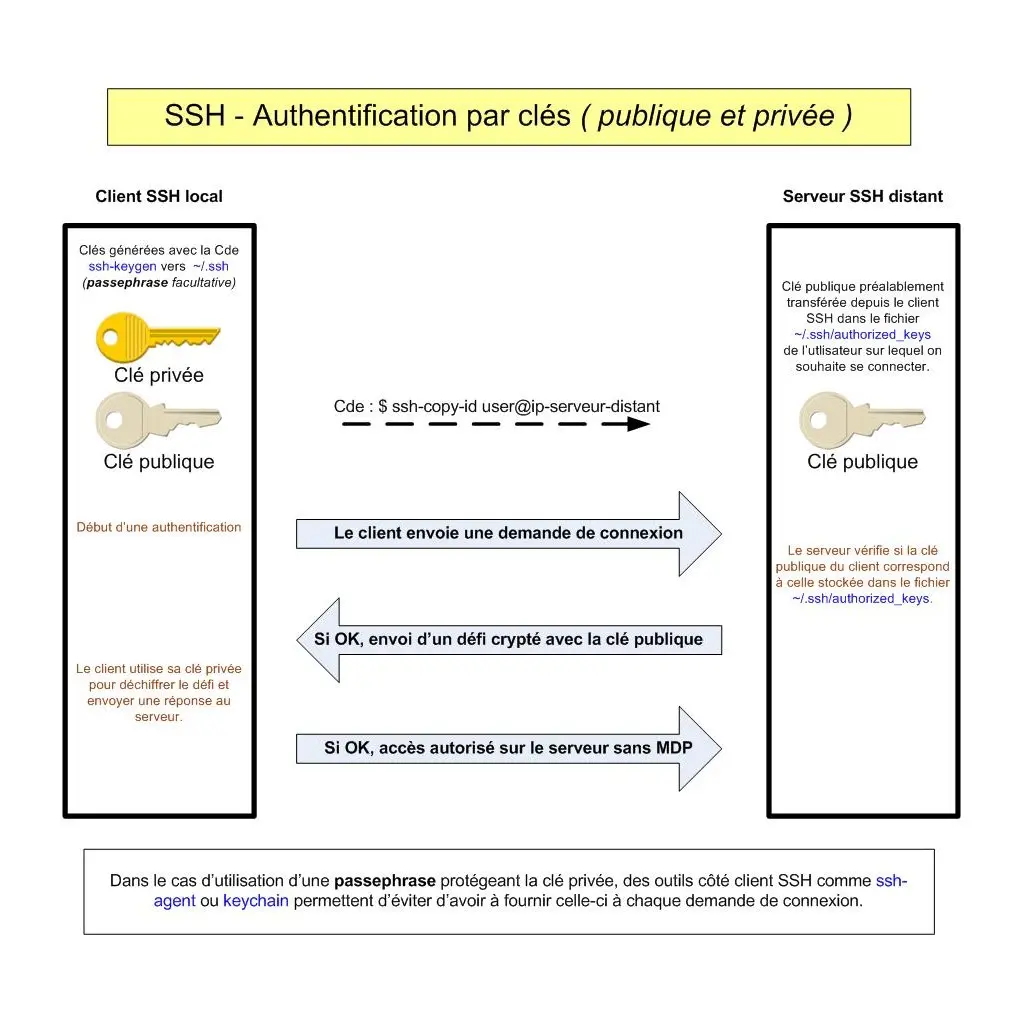 SSH - Authentification par clés ( publique et privée )
Client SSH local
Serveur SSH distant
Clés générées avec la Cde
ssh-keygen vers ~/.ssh
(passephrase facultative)
Clé privée
Clé publique
Clé publique préalablement
transférée depuis le client
SSH dans le fichier
~/.ssh/authorized_keys
de l'utlisateur sur lequel on
souhaite se connecter.
Clé publique
Cde : $ ssh-copy-id user@ip-serveur-distant
Début d'une authentification
Le client envoie une demande de connexion
Le serveur vérifie si la clé
publique du client correspond
à celle stockée dans le fichier
~/.ssh/authorized_keys.
Si OK, envoi d'un défi crypté avec la clé publique
Le client utilise sa clé privée
pour déchiffrer le défi et
envoyer une réponse au
serveur.
Si OK, accès autorisé sur le serveur sans MDP
Dans le cas d'utilisation d'une passephrase protégeant la clé privée, des outils côté client SSH comme ssh-
agent ou keychain permettent d'éviter d'avoir à fournir celle-ci à chaque demande de connexion.